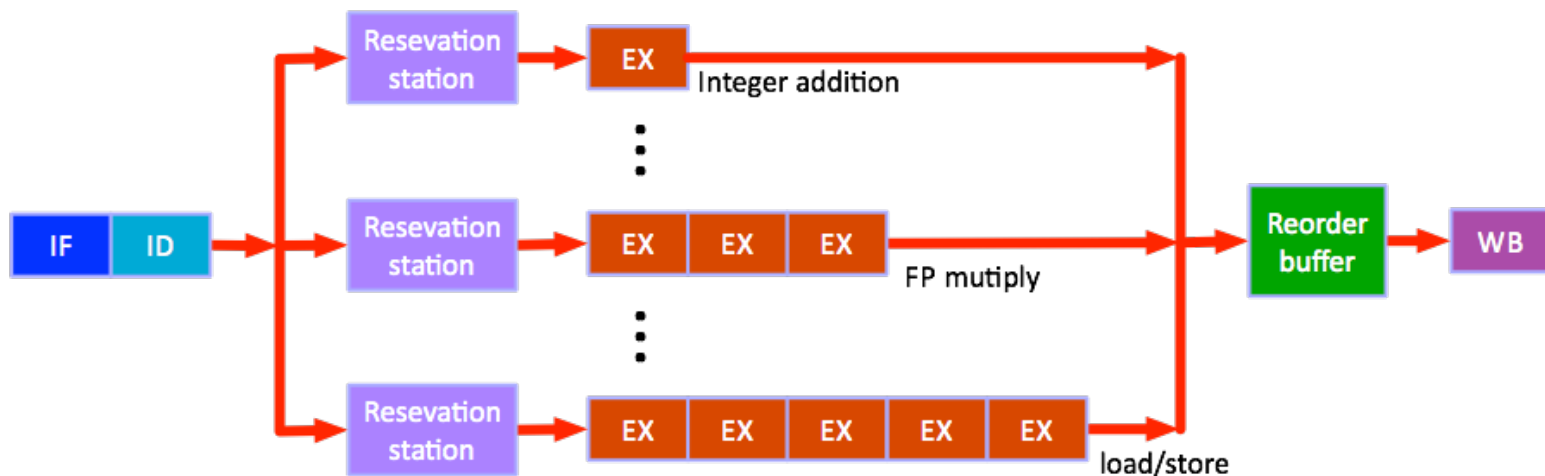 Resevation
station
EX
Integer addition
IF
ID
Resevation
station
EX
EX
EX
FP mutiply
Reorder
buffer
WB
Resevation
station
EX
EX
EX
EX
EX
load/store